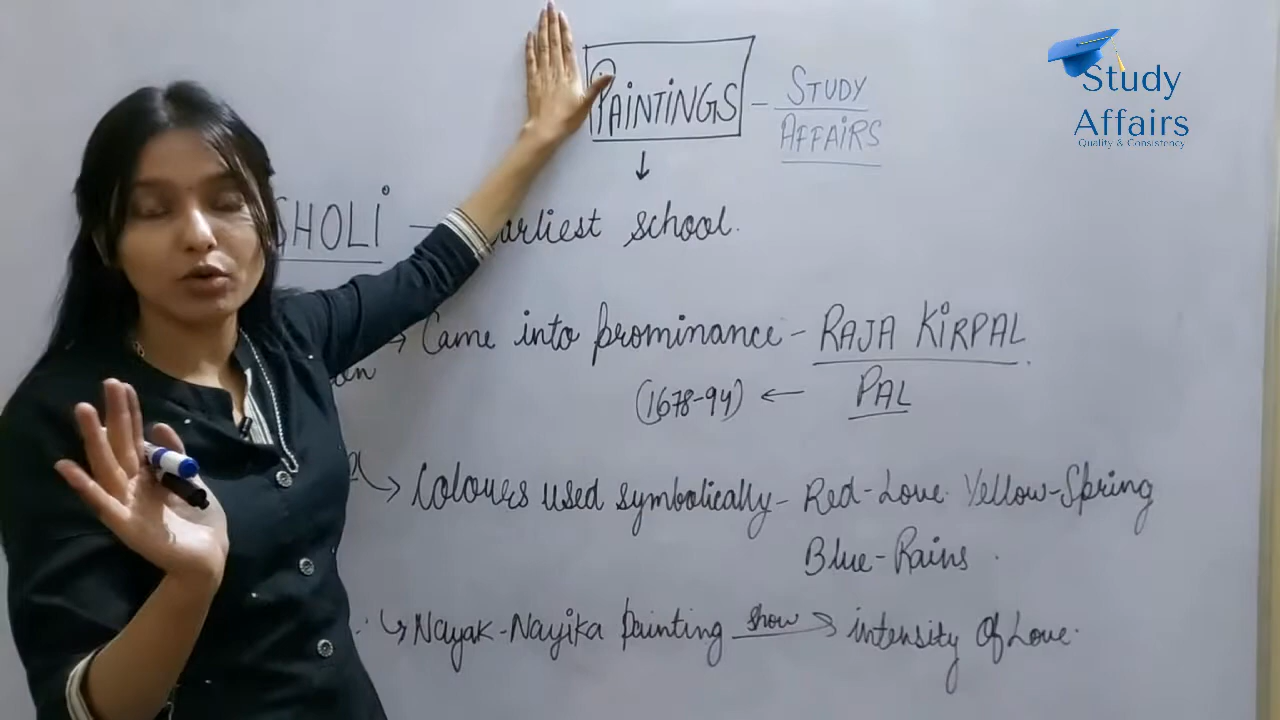 PAINTINGS - STUDY AFFAIRS
Study
Affairs
Quality & Consistency
SHOLI - earliest school.
Came into prominance - RAJA KIRPAL
(1678-94) ← PAL
Colours used symbolically - Red-Love. Yellow-Spring
Blue-Rains
Nayak-Nayika painting show intensity Of Love.